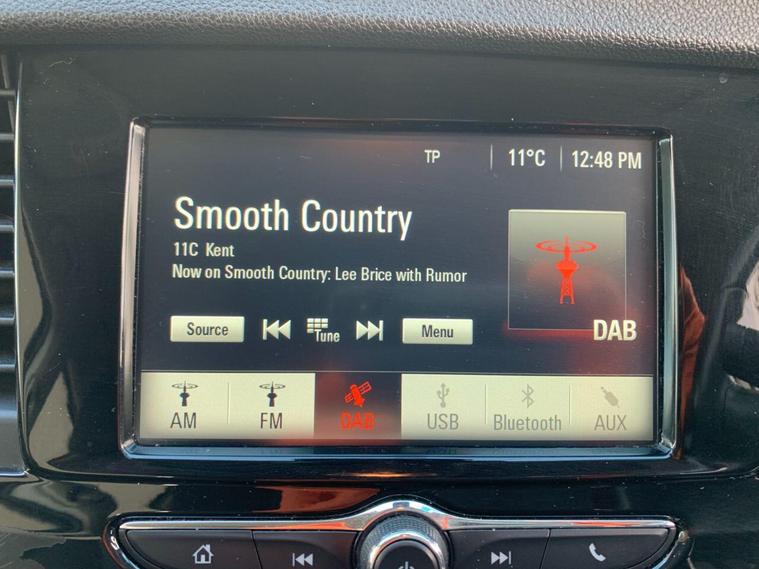 TP 11°C 12:48 PM
Smooth Country
11C Kent
Now on Smooth Country: Lee Brice with Rumor
DAB
Source Tune Menu
AM FM DAB USB Bluetooth AUX